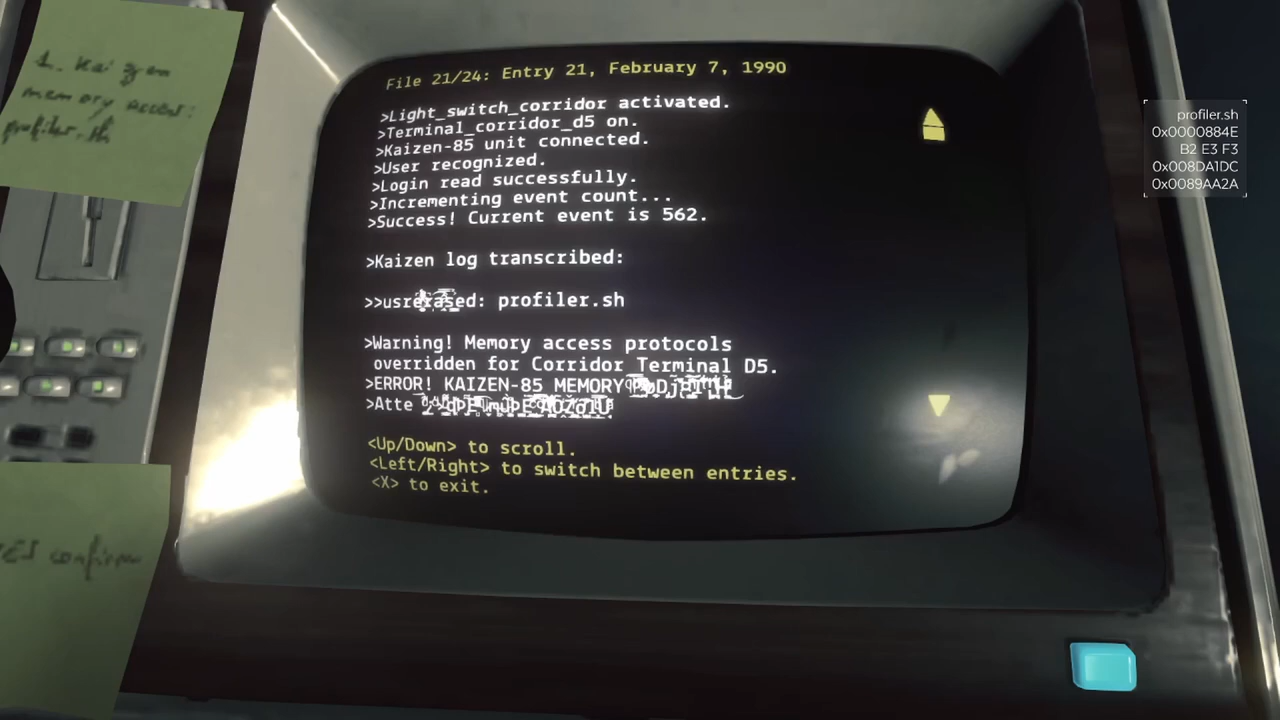 1. Kaizen
memory access:
profiler.sh
File 21/24: Entry 21, February 7, 1990
>Light_switch_corridor activated.
>Terminal_corridor_d5 on.
>Kaizen-85 unit connected.
>User recognized.
>Login read successfully.
>Incrementing event count...
>Success! Current event is 562.
>Kaizen log transcribed:
>>usrerased: profiler.sh
>Warning! Memory access protocols
overridden for Corridor Terminal D5.
>ERROR! KAIZEN-85 MEMORY
>Atte
<Up/Down> to scroll.
<Left/Right> to switch between entries.
<X> to exit.
profiler.sh
0x0000884E
B2 E3 F3
0x008DA1DC
0x0089AA2A